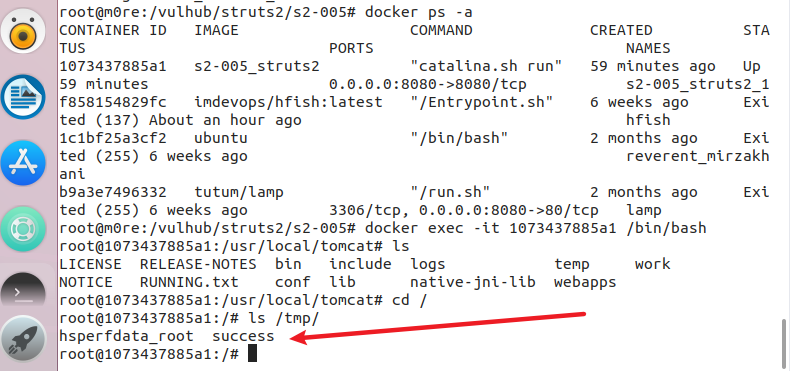 root@m0re:/vulhub/struts2/s2-005# docker ps -a
CONTAINER ID   IMAGE                  COMMAND                CREATED          STA
TUS                        PORTS                               NAMES
1073437885a1   s2-005_struts2         "catalina.sh run"   59 minutes ago   Up
59 minutes                 0.0.0.0:8080->8080/tcp              s2-005_struts2_1
f858154829fc   imdevops/hfish:latest  "/Entrypoint.sh"    6 weeks ago      Exi
ted (137) About an hour ago                                    hfish
1c1bf25a3cf2   ubuntu                 "/bin/bash"         2 months ago     Exi
ted (255) 6 weeks ago                                          reverent_mirzakh
ani
b9a3e7496332   tutum/lamp             "/run.sh"           2 months ago     Exi
ted (255) 6 weeks ago      3306/tcp, 0.0.0.0:8080->80/tcp      lamp
root@m0re:/vulhub/struts2/s2-005# docker exec -it 1073437885a1 /bin/bash
root@1073437885a1:/usr/local/tomcat# ls
LICENSE  RELEASE-NOTES  bin   include  logs            temp     work
NOTICE   RUNNING.txt    conf  lib      native-jni-lib  webapps
root@1073437885a1:/usr/local/tomcat# cd /
root@1073437885a1:/# ls /tmp/
hsperfdata_root  success
root@1073437885a1:/#